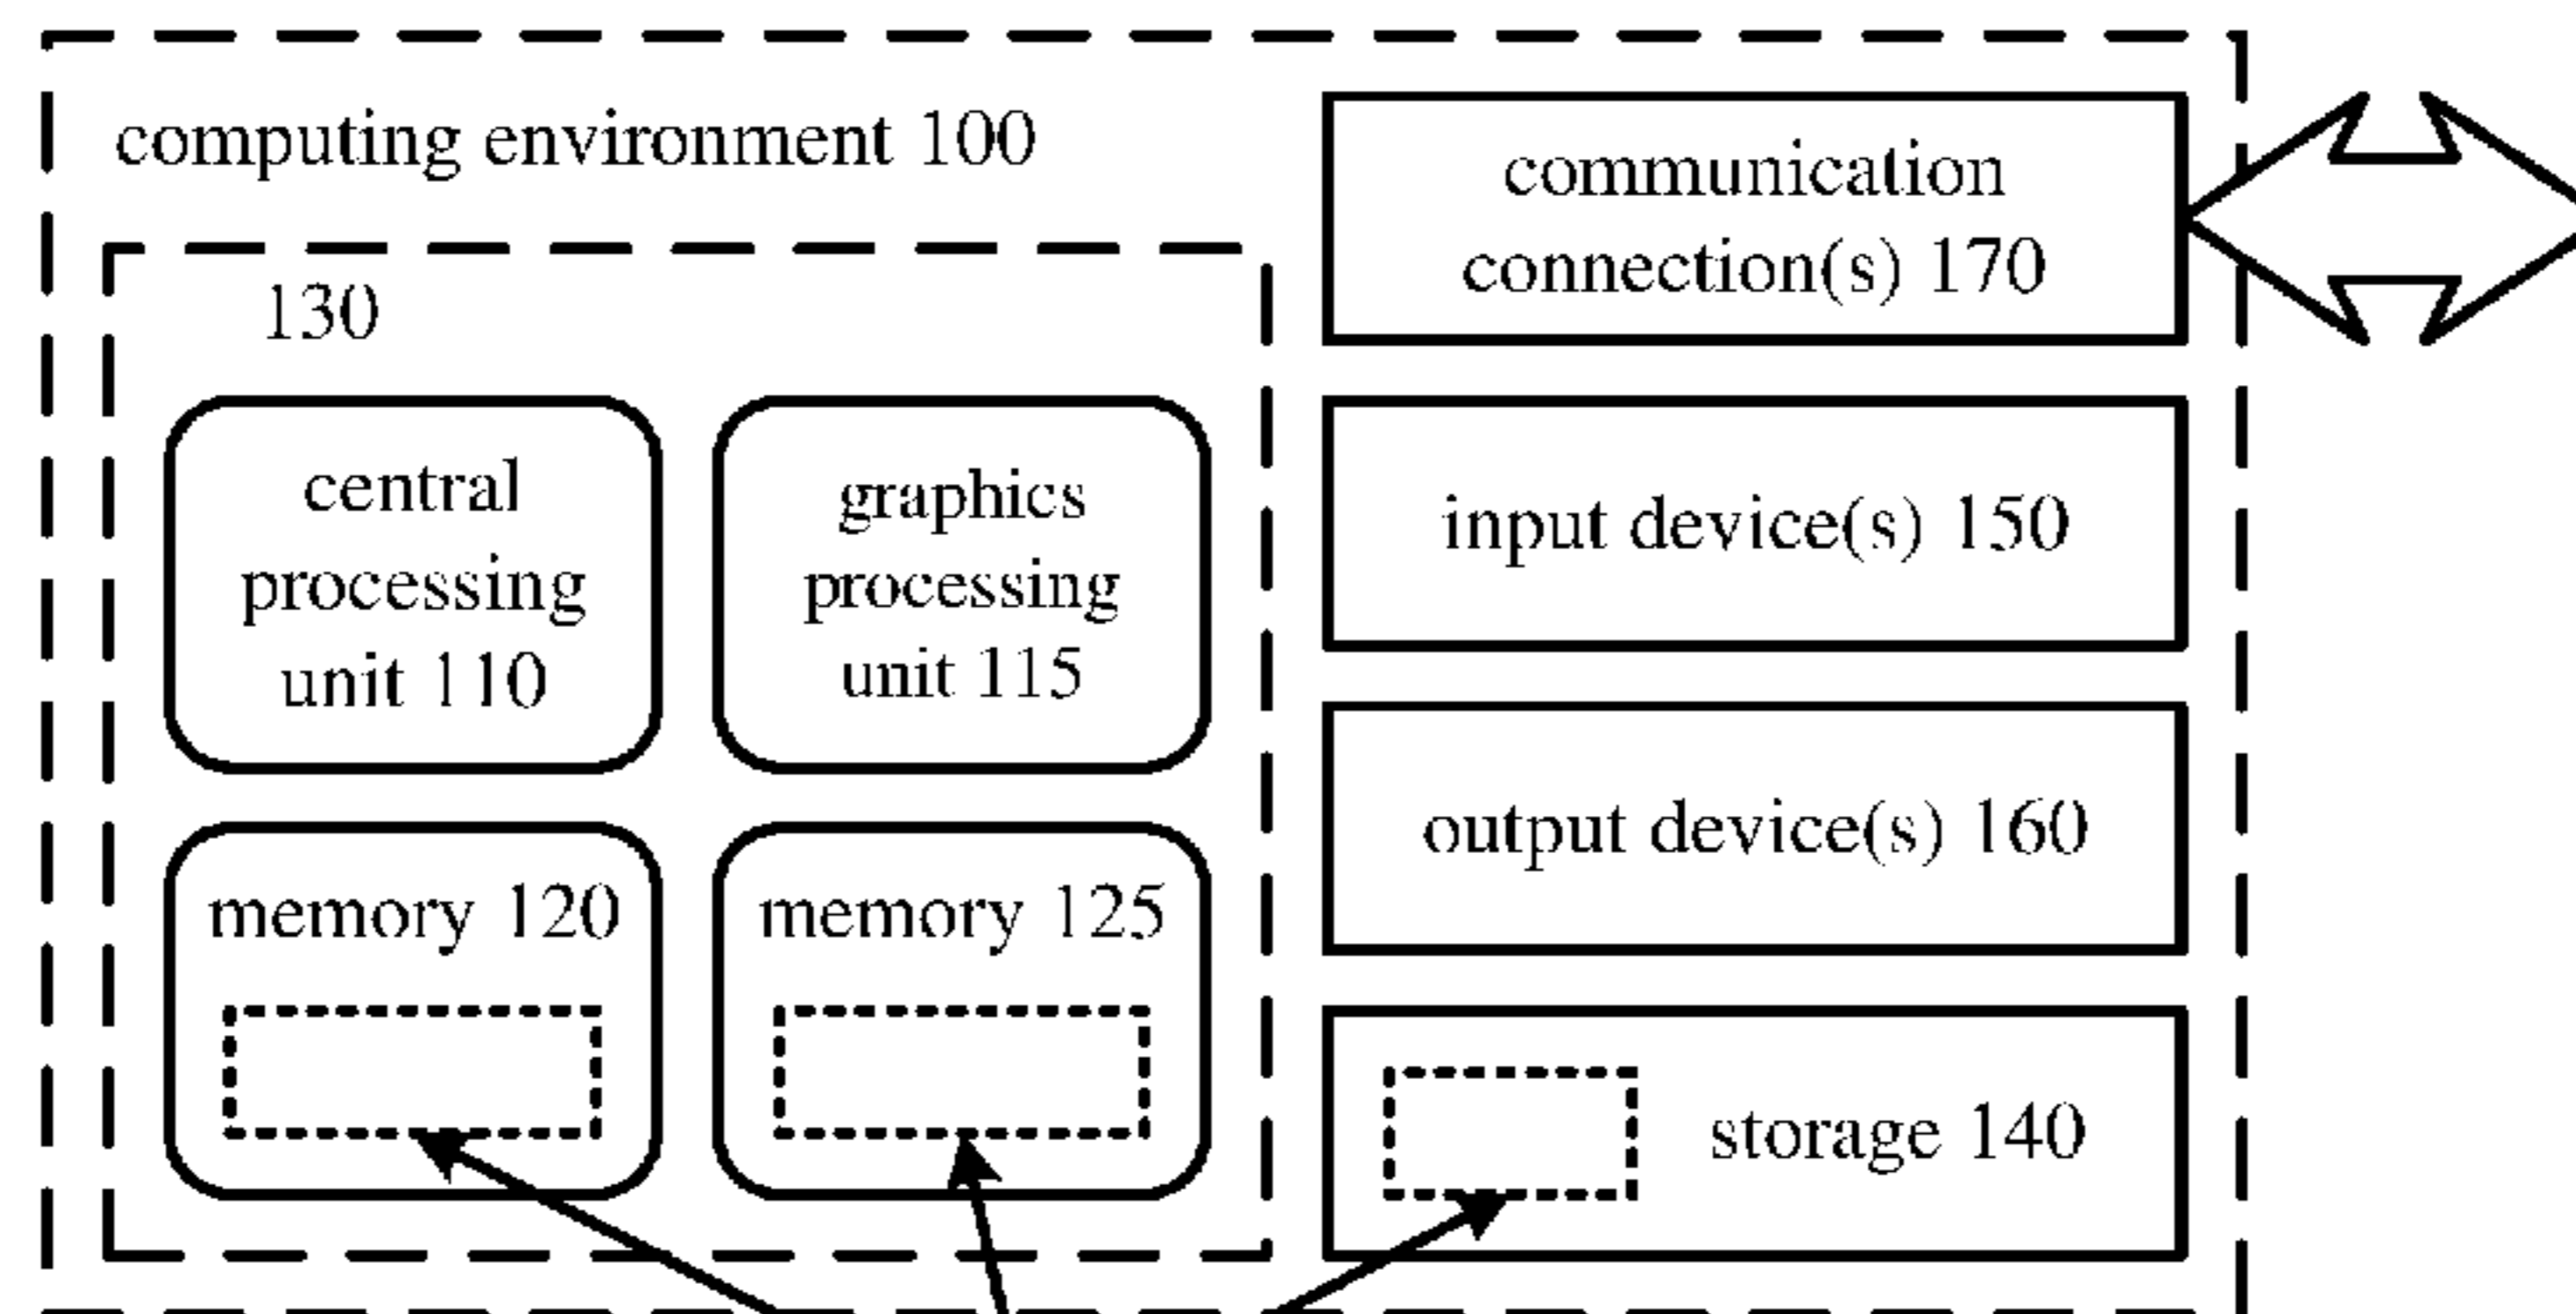 computing environment 100
130
central
processing
unit 110
graphics
processing
unit 115
memory 120
memory 125
communication
connection(s) 170
input device(s) 150
output device(s) 160
storage 140